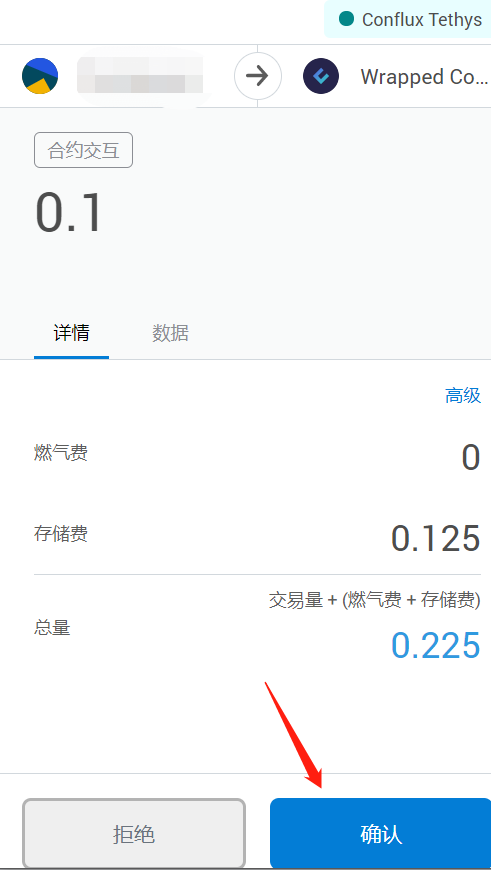 Conflux Tethys
Wrapped Co...
合约交互
0.1
详情
数据
高级
燃气费
0
存储费
0.125
交易量 + (燃气费 + 存储费)
总量
0.225
拒绝
确认